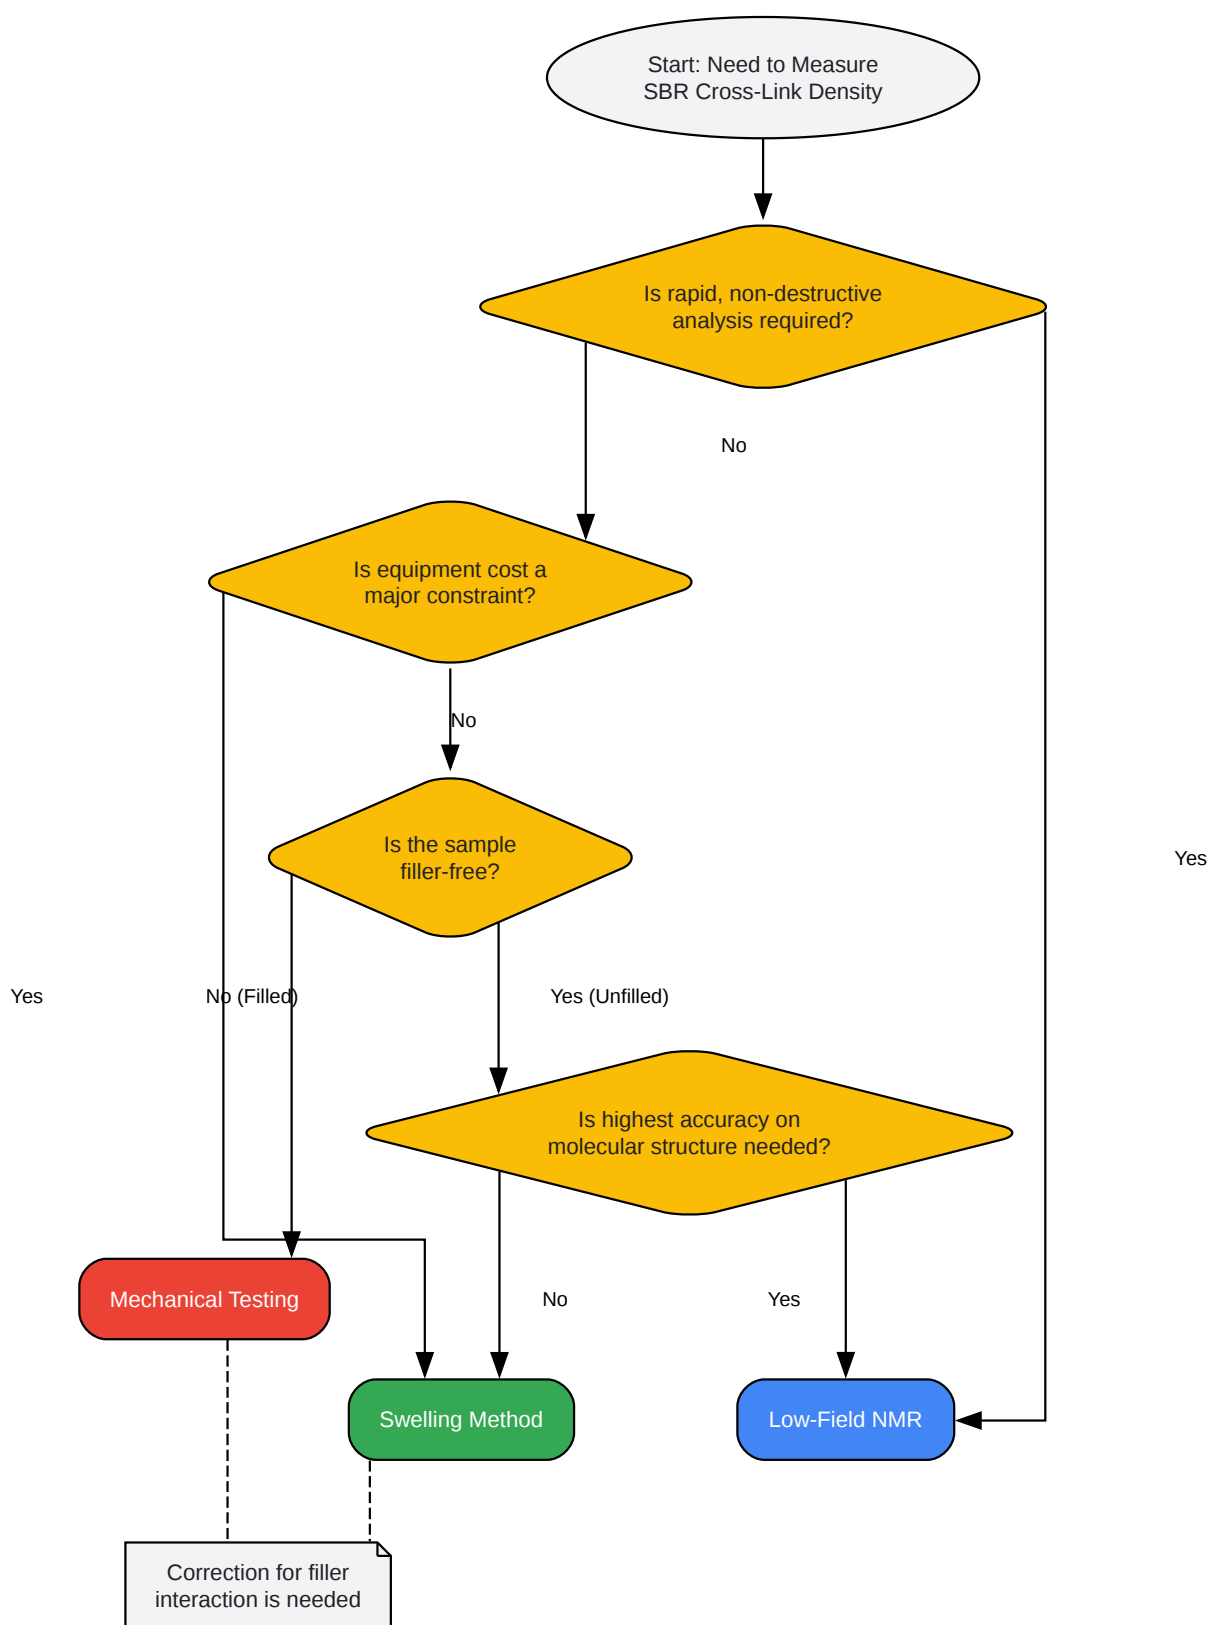 Start: Need to Measure
SBR Cross-Link Density
Is rapid, non-destructive
analysis required?
No
Is equipment cost a
major constraint?
No
Is the sample
filler-free?
Yes
Yes
No (Filled)
Yes (Unfilled)
Is highest accuracy on
molecular structure needed?
Mechanical Testing
No
Yes
Swelling Method
Low-Field NMR
Correction for filler
interaction is needed